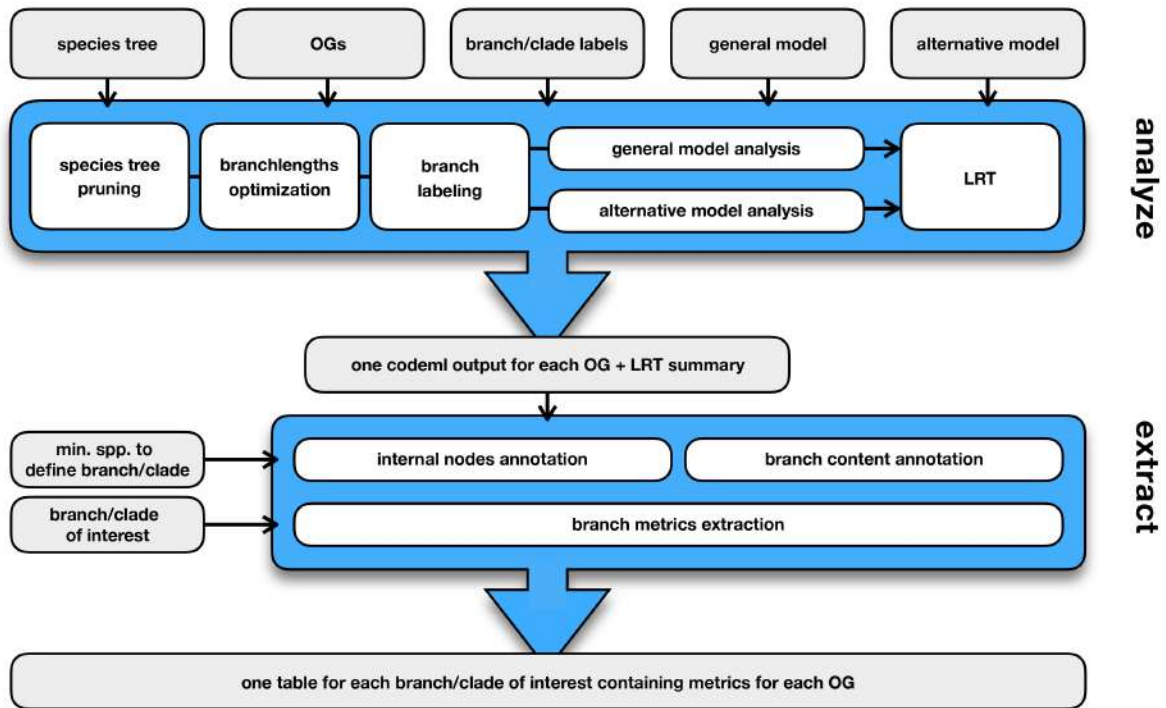 species tree
OGs
branch/clade labels
general model
alternative model
species tree
pruning
branchlengths
optimization
branch
labeling
general model analysis
alternative model analysis
LRT
analyze
one codeml output for each OG + LRT summary
min. spp. to
define branch/clade
branch/clade
of interest
internal nodes annotation
branch content annotation
branch metrics extraction
extract
one table for each branch/clade of interest containing metrics for each OG